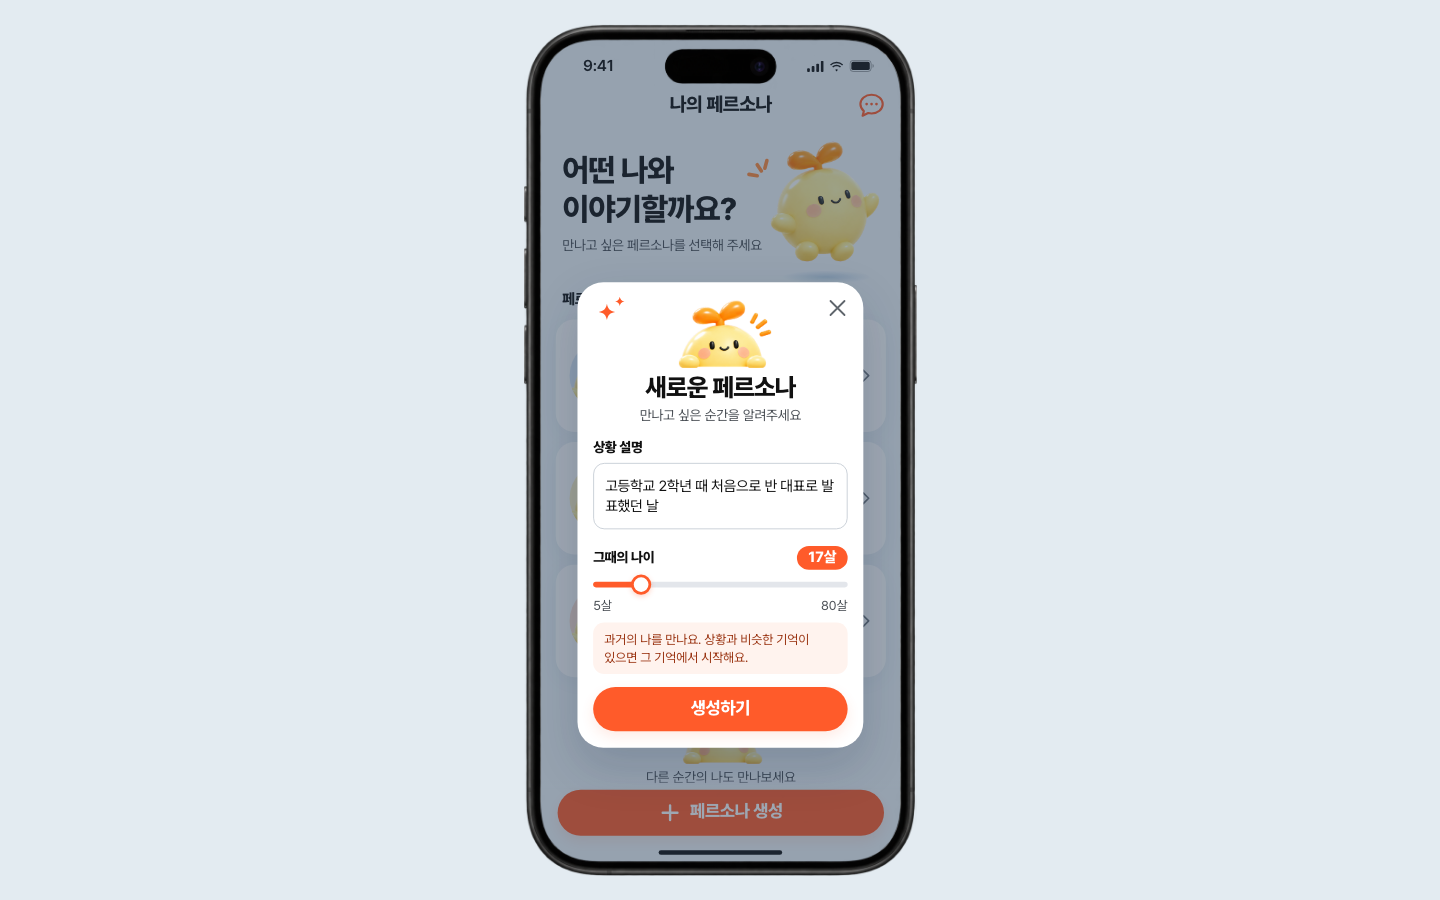 9:41
나의 페르소나
어떤 나와
이야기할까요?
만나고 싶은 페르소나를 선택해 주세요
새로운 페르소나
만나고 싶은 순간을 알려주세요
상황 설명
고등학교 2학년 때 처음으로 반 대표로 발
표했던 날
그때의 나이
17살
5살
80살
과거의 나를 만나요. 상황과 비슷한 기억이
있으면 그 기억에서 시작해요.
생성하기
다른 순간의 나도 만나보세요
페르소나 생성